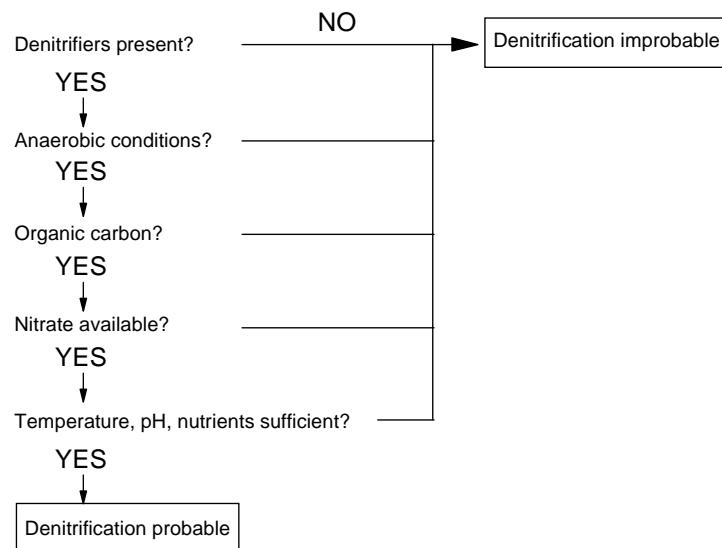 NO
Denitrifiers present?
Denitrification improbable
YES
Anaerobic conditions?
YES
Organic carbon?
YES
Nitrate available?
YES
Temperature, pH, nutrients sufficient?
YES
Denitrification probable